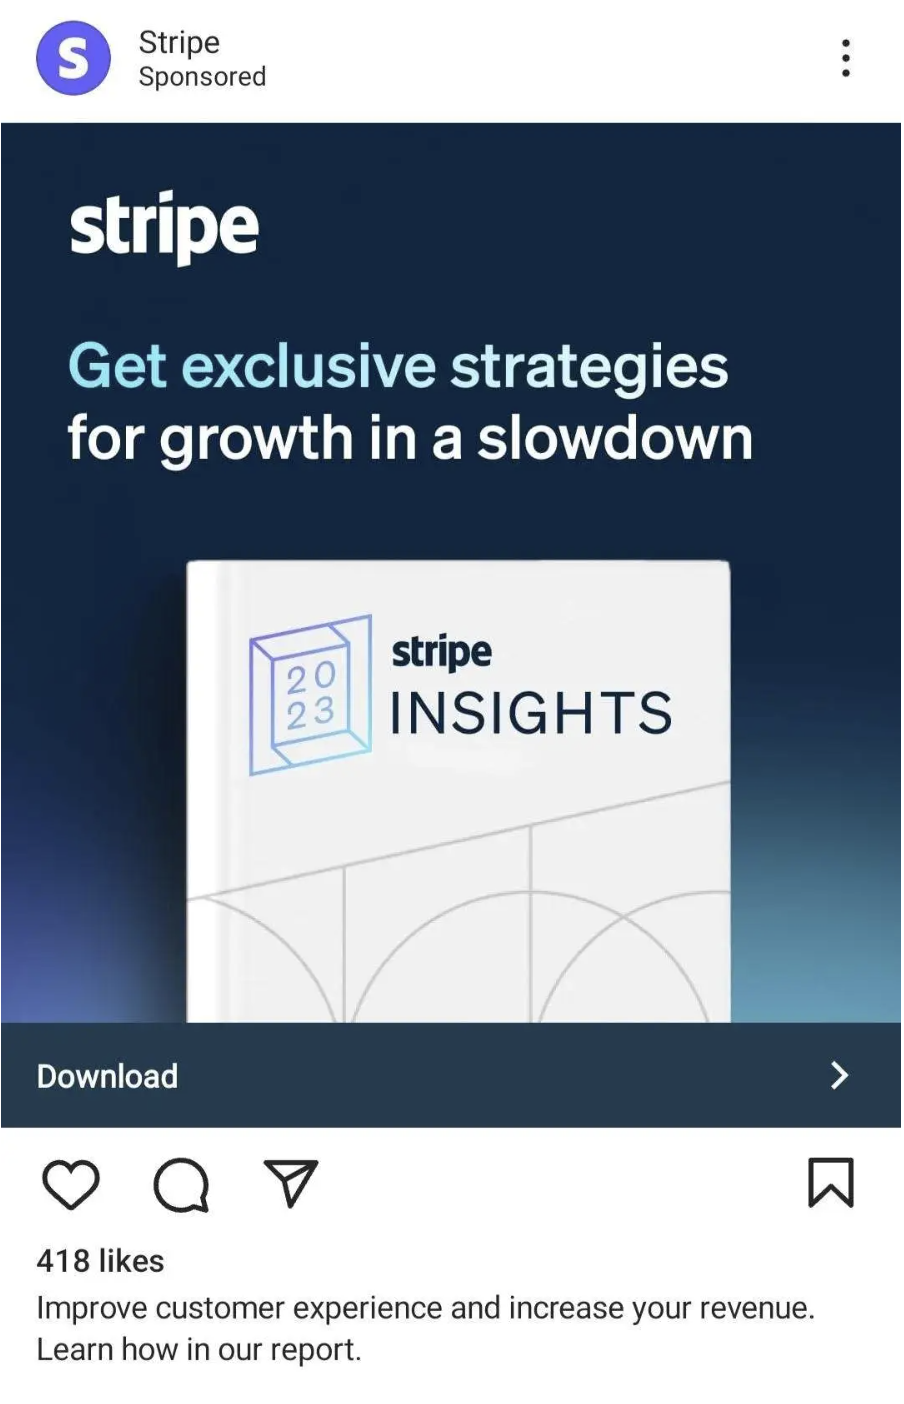 S
Stripe
Sponsored
stripe
Get exclusive strategies
for growth in a slowdown
20
23
stripe
INSIGHTS
Download
418 likes
Improve customer experience and increase your revenue.
Learn how in our report.